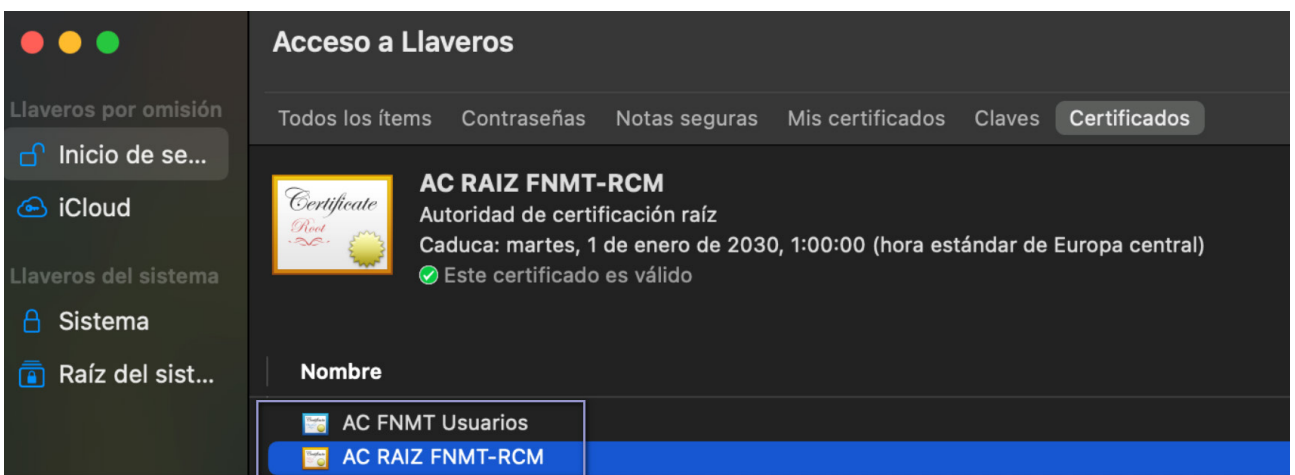 Acceso a Llaveros
Llaveros por omisión
Inicio de se...
iCloud
Llaveros del sistema
Sistema
Raíz del sist...
Todos los ítems Contraseñas Notas seguras Mis certificados Claves Certificados
Certificate
Root
AC RAIZ FNMT-RCM
Autoridad de certificación raíz
Caduca: martes, 1 de enero de 2030, 1:00:00 (hora estándar de Europa central)
Este certificado es válido
Nombre
AC FNMT Usuarios
AC RAIZ FNMT-RCM